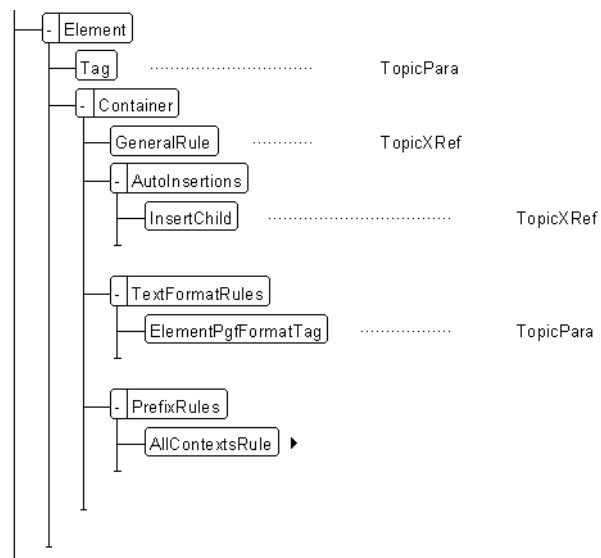 - Element
Tag TopicPara
- Container
GeneralRule TopicXRef
- AutoInsertions
InsertChild TopicXRef
- TextFormatRules
ElementPgfFormatTag TopicPara
- PrefixRules
AllContextsRule